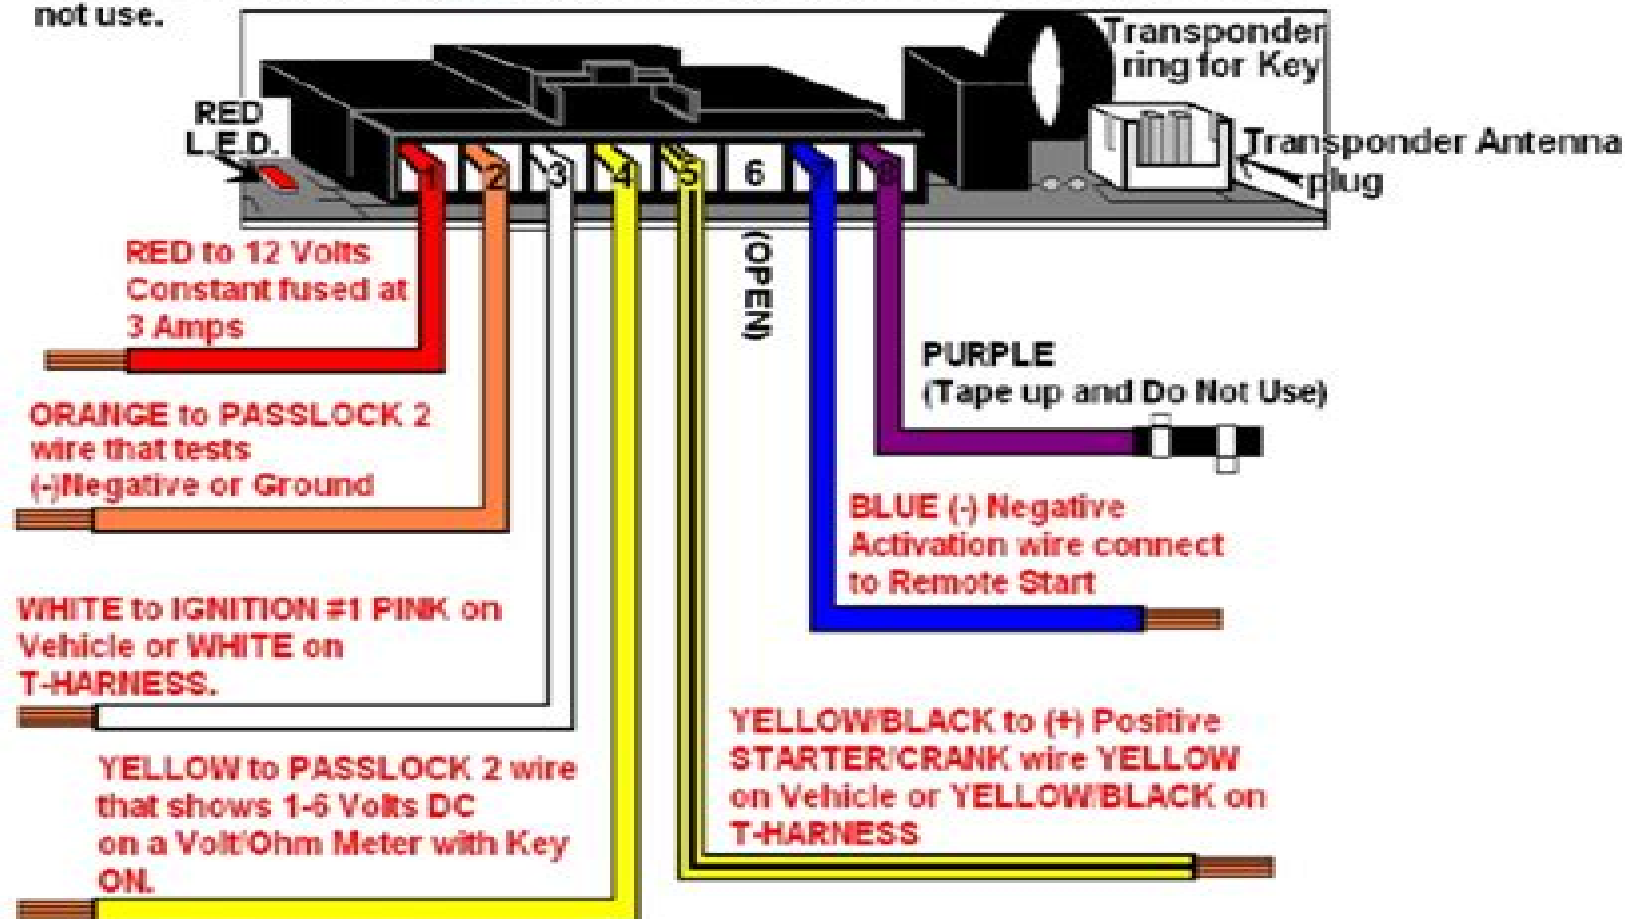 not use.
Transponder
ring for Key
RED
L.E.D.
Transponder Antenna
plug
1
2
3
4
5
6
7
8
(OPEN)
RED to 12 Volts
Constant fused at
3 Amps
PURPLE
(Tape up and Do Not Use)
ORANGE to PASSLOCK 2
wire that tests
(-)Negative or Ground
BLUE (-) Negative
Activation wire connect
to Remote Start
WHITE to IGNITION #1 PINK on
Vehicle or WHITE on
T-HARNESS.
YELLOW/BLACK to (+) Positive
STARTER/CRANK wire YELLOW
on Vehicle or YELLOW/BLACK on
T-HARNESS
YELLOW to PASSLOCK 2 wire
that shows 1-6 Volts DC
on a Volt/Ohm Meter with Key
ON.